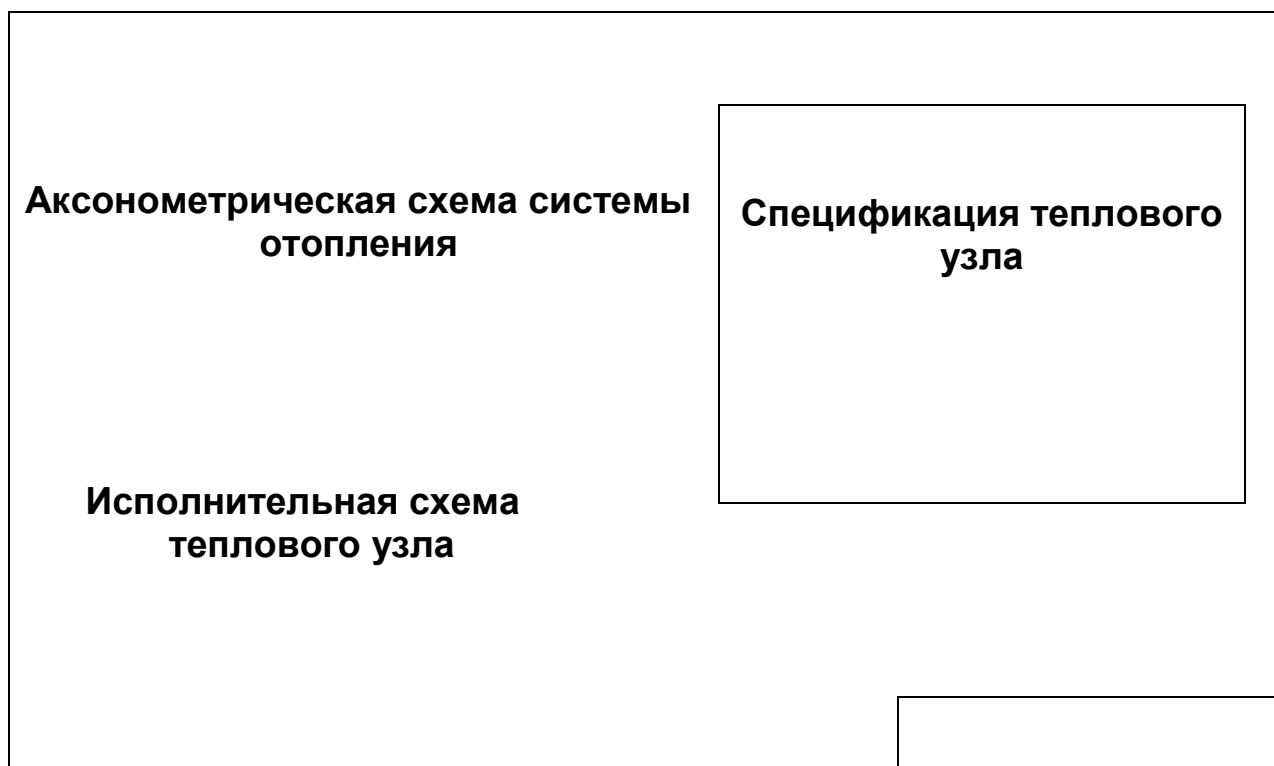 Аксонометрическая схема системы
отопления
Спецификация теплового
узла
Исполнительная схема
теплового узла